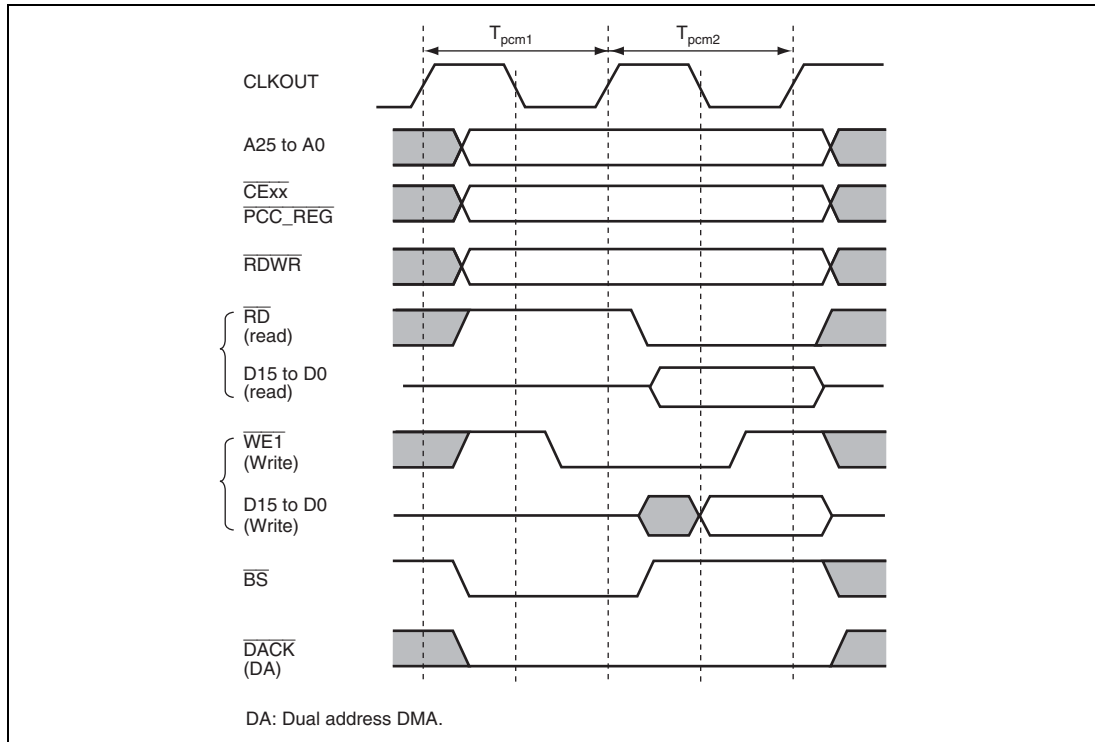 Tpcm1 Tpcm2
CLKOUT
A25 to A0
CExx
PCC_REG
RDWR
RD
(read)
D15 to D0
(read)
WE1
(Write)
D15 to D0
(Write)
BS
DACK
(DA)
DA: Dual address DMA.